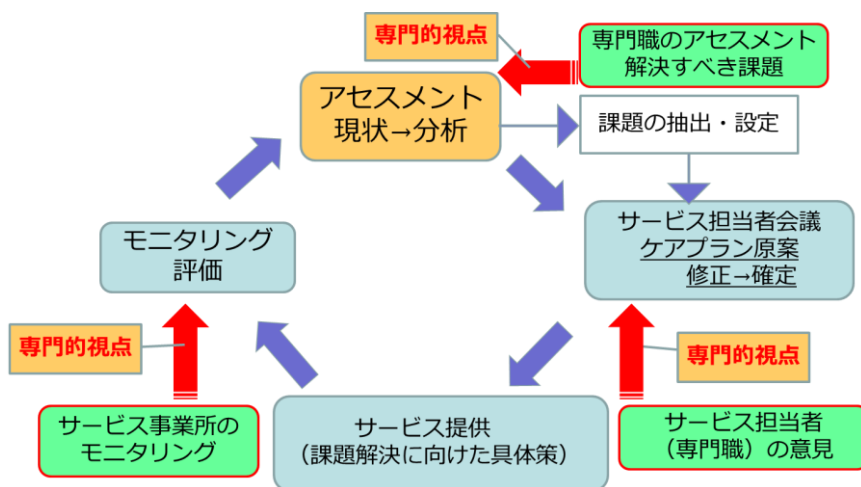 専門的視点
専門職のアセスメント
解決すべき課題
アセスメント
現状→分析
課題の抽出・設定
サービス担当者会議
ケアプラン原案
修正→確定
モニタリング
評価
専門的視点
専門的視点
サービス事業所の
モニタリング
サービス提供
（課題解決に向けた具体策）
サービス担当者
（専門職）の意見